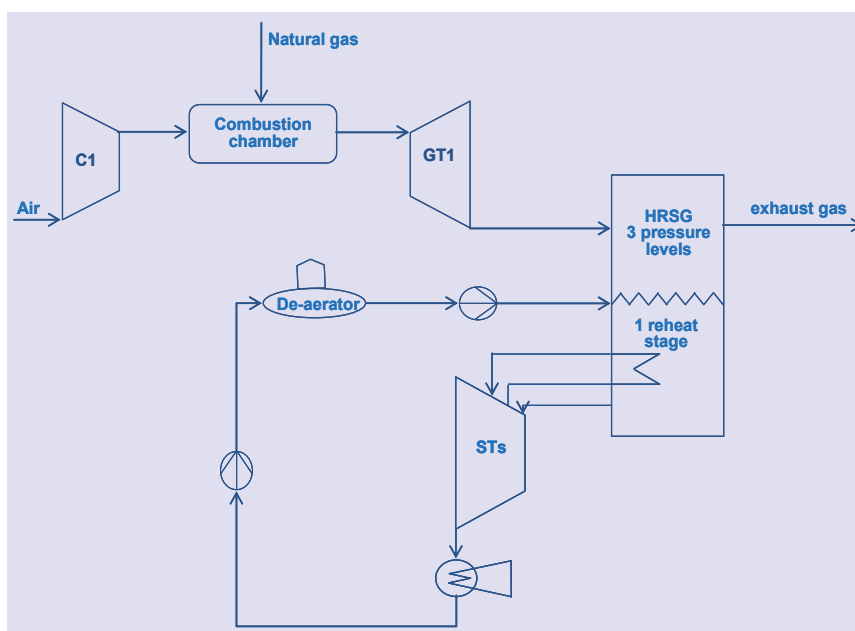 Natural gas
Combustion
chamber
C1
GT1
Air
HRSG
3 pressure
levels
exhaust gas
De-aerator
1 reheat
stage
STs